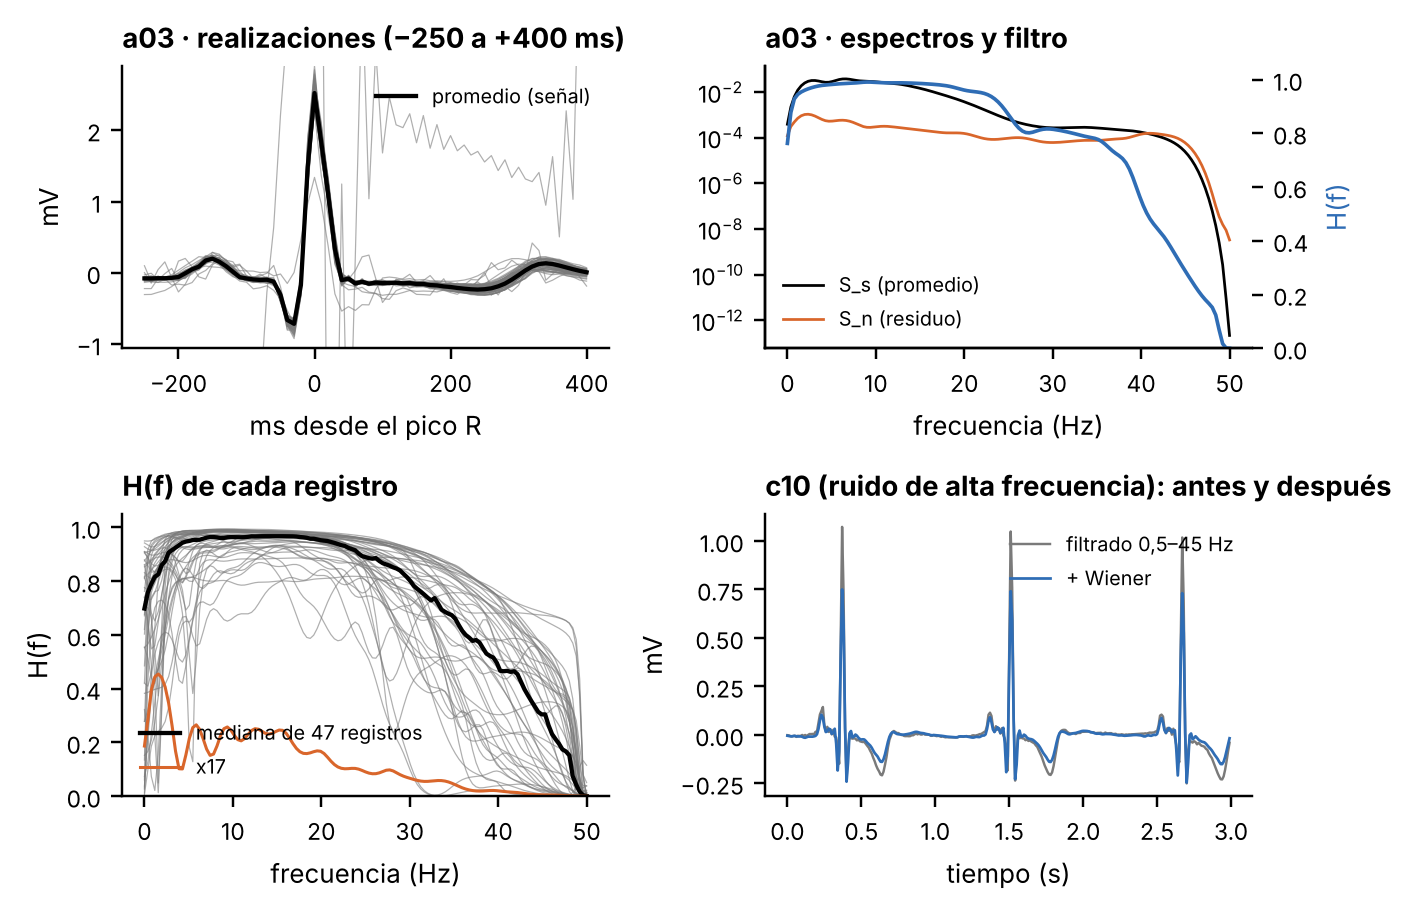 a03 · realizaciones (−250 a +400 ms)
promedio (señal)
mV
2
1
0
−1
−200
0
200
400
ms desde el pico R
a03 · espectros y filtro
10⁻²
10⁻⁴
10⁻⁶
10⁻⁸
10⁻¹⁰
10⁻¹²
S_s (promedio)
S_n (residuo)
1.0
0.8
0.6
0.4
0.2
0.0
H(f)
0
10
20
30
40
50
frecuencia (Hz)
H(f) de cada registro
H(f)
1.0
0.8
0.6
0.4
0.2
0.0
mediana de 47 registros
x17
0
10
20
30
40
50
frecuencia (Hz)
c10 (ruido de alta frecuencia): antes y después
mV
1.00
0.75
0.50
0.25
0.00
−0.25
filtrado 0,5–45 Hz
+ Wiener
0.0
0.5
1.0
1.5
2.0
2.5
3.0
tiempo (s)